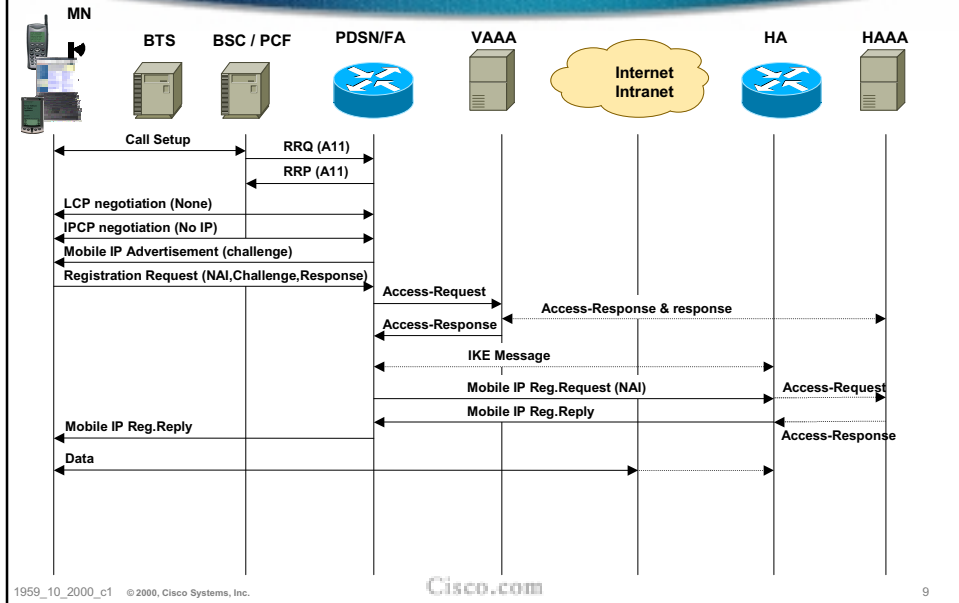 MN
BTS
BSC / PCF
PDSN/FA
VAAA
HA
HAAA
Internet
Intranet
Call Setup
RRQ (A11)
RRP (A11)
LCP negotiation (None)
IPCP negotiation (No IP)
Mobile IP Advertisement (challenge)
Registration Request (NAI,Challenge,Response)
Access-Request
Access-Response & response
Access-Response
IKE Message
Mobile IP Reg.Request (NAI)
Access-Request
Mobile IP Reg.Reply
Mobile IP Reg.Reply
Access-Response
Data
1959_10_2000_c1 © 2000, Cisco Systems, Inc.
Cisco.com
9